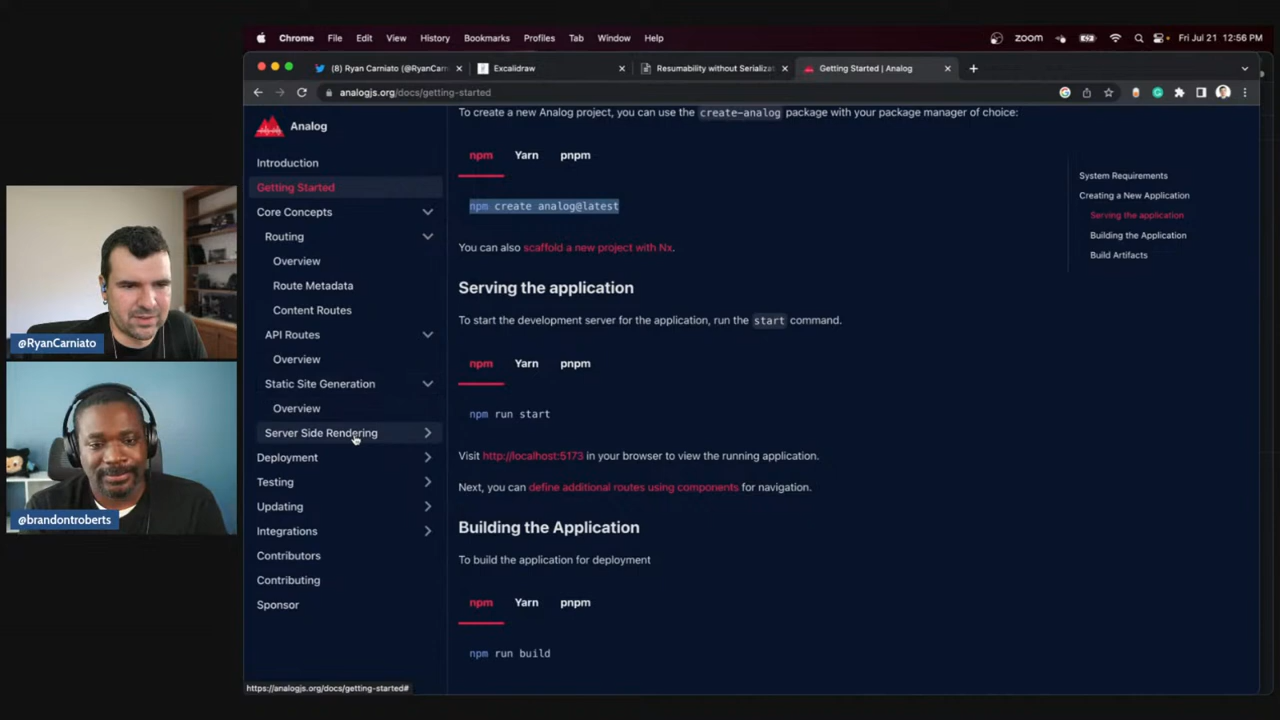 Chrome File Edit View History Bookmarks Profiles Tab Window Help zoom Fri Jul 21 12:56 PM
(8) Ryan Carniato (@RyanCarn
Excalidraw
Resumability without Serializat
Getting Started | Analog
analogjs.org/docs/getting-started
Analog
Introduction
Getting Started
Core Concepts
Routing
Overview
Route Metadata
Content Routes
API Routes
Overview
Static Site Generation
Overview
Server Side Rendering
Deployment
Testing
Updating
Integrations
Contributors
Contributing
Sponsor
https://analogjs.org/docs/getting-started#
To create a new Analog project, you can use the create-analog package with your package manager of choice:
npm Yarn pnpm
npm create analog@latest
You can also scaffold a new project with Nx.
Serving the application
To start the development server for the application, run the start command.
npm Yarn pnpm
npm run start
Visit http://localhost:5173 in your browser to view the running application.
Next, you can define additional routes using components for navigation.
Building the Application
To build the application for deployment
npm Yarn pnpm
npm run build
System Requirements
Creating a New Application
Serving the application
Building the Application
Build Artifacts
@RyanCarniato
@brandontroberts